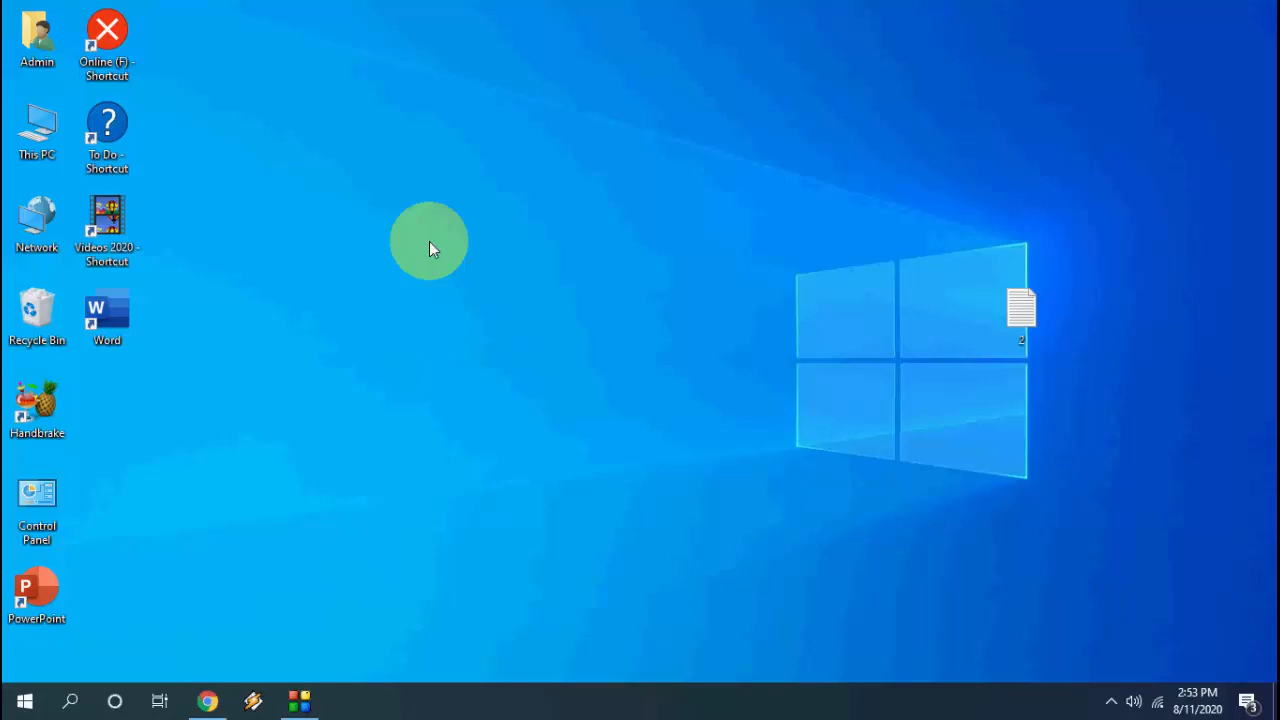 Admin
Online (F) -
Shortcut
This PC
?
To Do -
Shortcut
Network
Videos 2020 -
Shortcut
Recycle Bin
W
Word
Handbrake
Control
Panel
P
PowerPoint
2
2:53 PM
8/11/2020
3